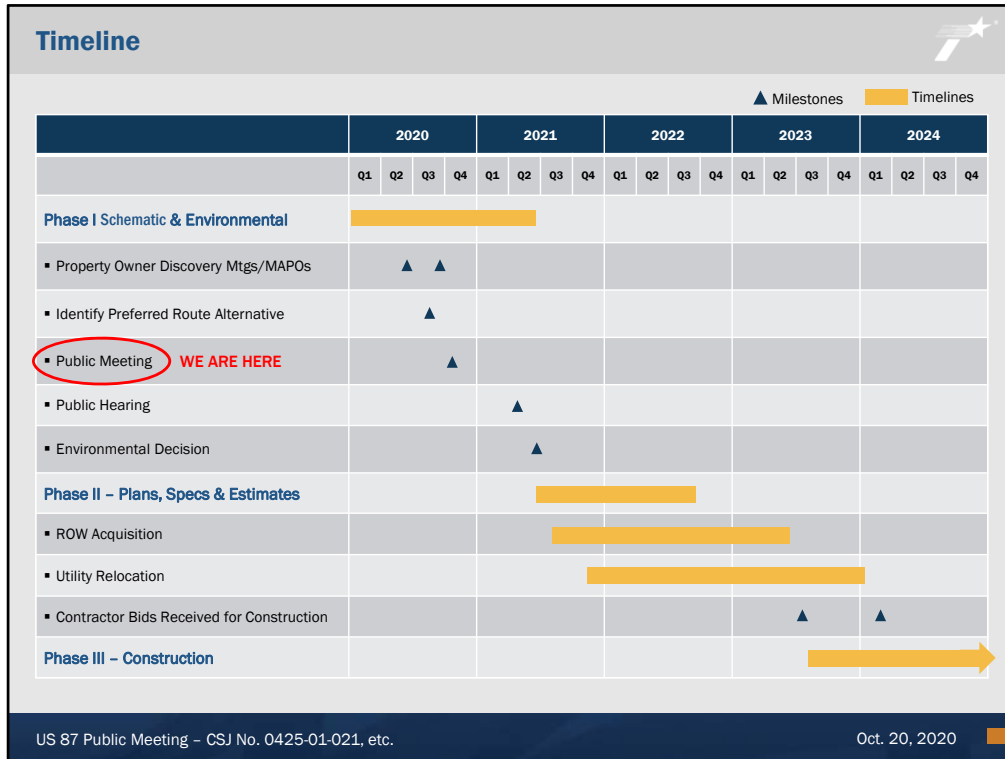 Timeline
Milestones Timelines
2020 2021 2022 2023 2024
Q1 Q2 Q3 Q4 Q1 Q2 Q3 Q4 Q1 Q2 Q3 Q4 Q1 Q2 Q3 Q4 Q1 Q2 Q3 Q4
Phase I Schematic & Environmental
▪ Property Owner Discovery Mtgs/MAPOs
▪ Identify Preferred Route Alternative
▪ Public Meeting WE ARE HERE
▪ Public Hearing
▪ Environmental Decision
Phase II – Plans, Specs & Estimates
▪ ROW Acquisition
▪ Utility Relocation
▪ Contractor Bids Received for Construction
Phase III – Construction
US 87 Public Meeting – CSJ No. 0425-01-021, etc. Oct. 20, 2020